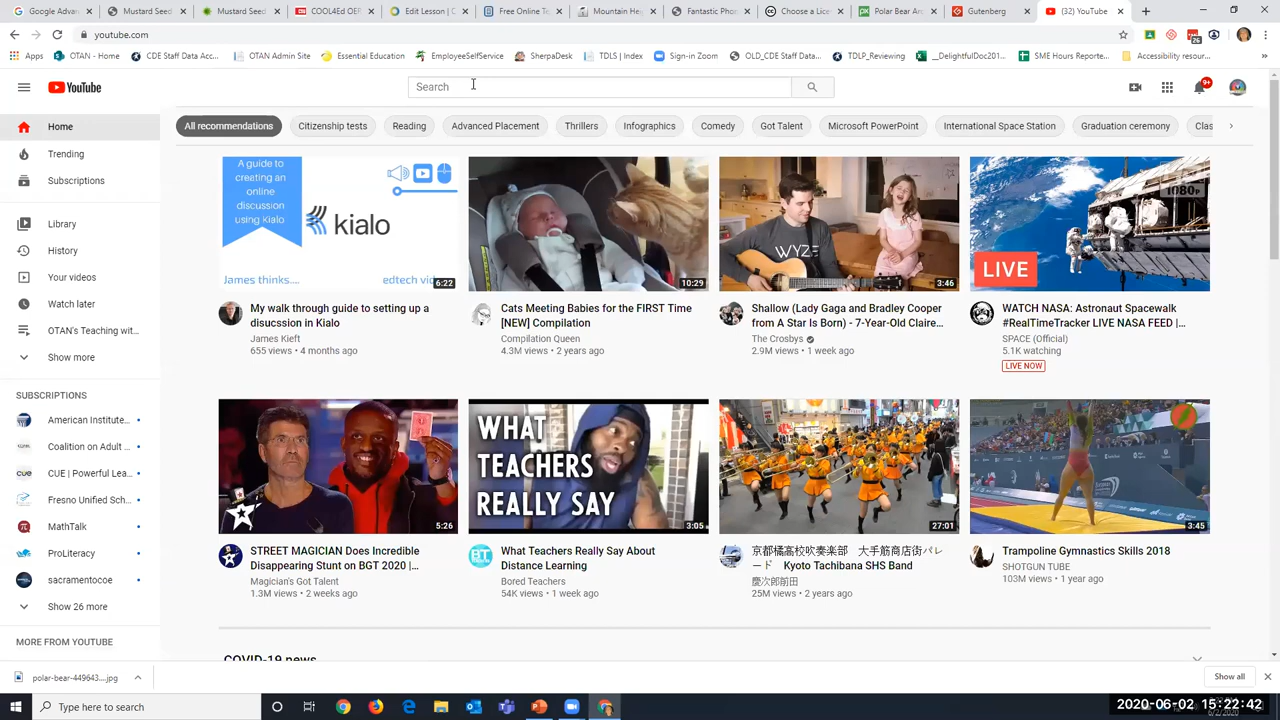 Google Advan
Mustard Seed
Mustard Seed
COOL4Ed OER
Edit Lesson | C
Free Online Te
Mountain He
Fantastic Pho
Choose a Lice
Polar Bear An
Gutenberg
(32) YouTube
youtube.com
26
Apps
OTAN - Home
CDE Staff Data Acc...
OTAN Admin Site
Essential Education
EmployeeSelfService
SherpaDesk
TDLS | Index
Sign-in Zoom
OLD_CDE Staff Data...
TDLP_Reviewing
__DelightfulDoc201...
SME Hours Reporte...
Accessibility resour...
YouTube
Search
9+
Home
Trending
Subscriptions
Library
History
Your videos
Watch later
OTAN's Teaching wit...
Show more
SUBSCRIPTIONS
American Institute...
Coalition on Adult ...
CUE | Powerful Lea...
Fresno Unified Sch...
MathTalk
ProLiteracy
sacramentocoe
Show 26 more
MORE FROM YOUTUBE
All recommendations
Citizenship tests
Reading
Advanced Placement
Thrillers
Infographics
Comedy
Got Talent
Microsoft PowerPoint
International Space Station
Graduation ceremony
Clas
A guide to
creating an
online
discussion
using Kialo
kialo
James thinks....
edtech vid
6:22
My walk through guide to setting up a
disucssion in Kialo
James Kieft
655 views • 4 months ago
10:29
Cats Meeting Babies for the FIRST Time
[NEW] Compilation
Compilation Queen
4.3M views • 2 years ago
WYZE
3:46
Shallow (Lady Gaga and Bradley Cooper
from A Star Is Born) - 7-Year-Old Claire...
The Crosbys
2.9M views • 1 week ago
1080p
LIVE
WATCH NASA: Astronaut Spacewalk
#RealTimeTracker LIVE NASA FEED |...
SPACE (Official)
5.1K watching
LIVE NOW
5:26
STREET MAGICIAN Does Incredible
Disappearing Stunt on BGT 2020 |...
Magician's Got Talent
1.3M views • 2 weeks ago
WHAT
TEACHERS
REALLY SAY
3:05
What Teachers Really Say About
Distance Learning
Bored Teachers
54K views • 1 week ago
27:01
京都橘高校吹奏楽部 大手筋商店街パレ
ード Kyoto Tachibana SHS Band
慶次郎前田
25M views • 2 years ago
3:45
Trampoline Gymnastics Skills 2018
SHOTGUN TUBE
103M views • 1 year ago
COVID-19 news
polar-bear-449643....jpg
Show all
Type here to search
2020-06-02 15:22:42